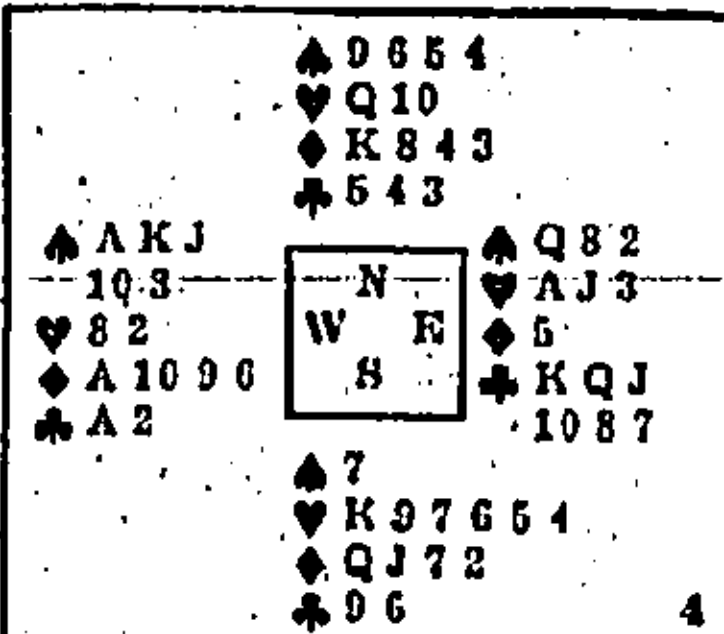 ♠ 9 6 5 4
♥ Q 10
♦ K 8 4 3
♣ 5 4 3
♠ A K J
10 3
♥ 8 2
♦ A 10 9 6
♣ A 2
N
W E
S
♠ Q 8 2
♥ A J 3
♦ 5
♣ K Q J
10 8 7
♠ 7
♥ K 9 7 6 5 4
♦ Q J 7 2
♣ 9 6
4